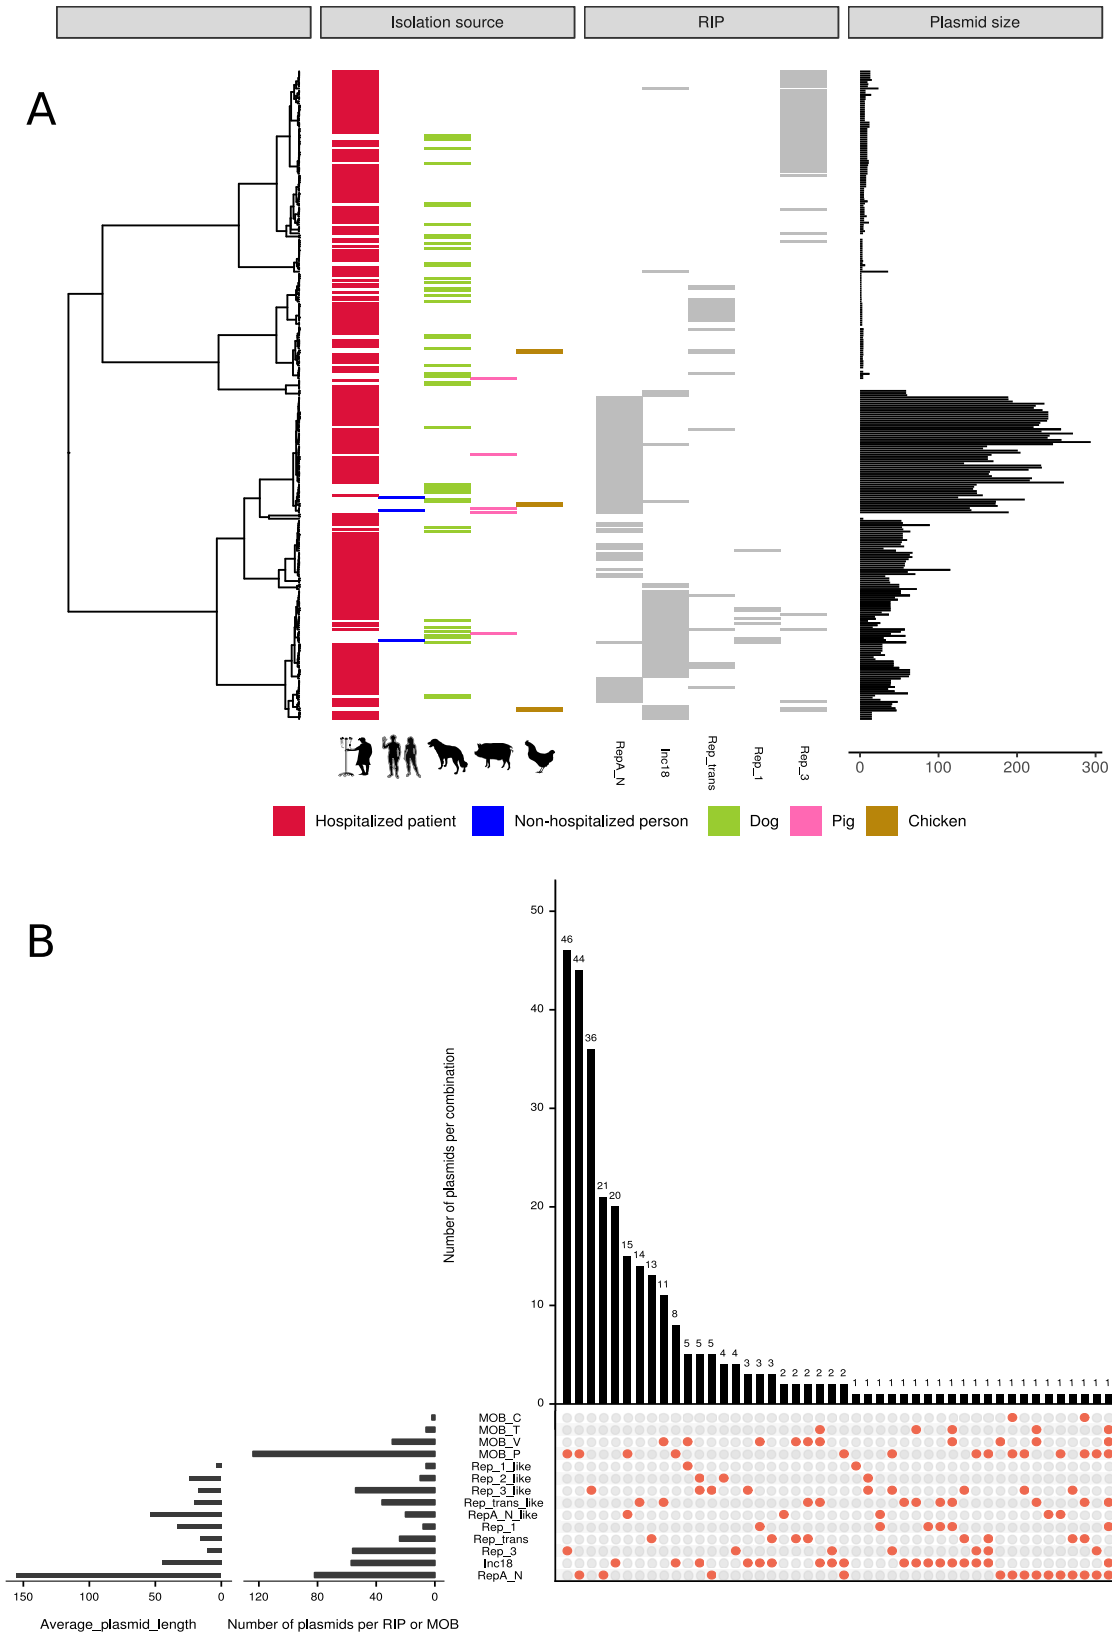 Isolation source
RIP
Plasmid size
A
RepA_N
Inc18
Rep_trans
Rep_1
Rep_3
0 100 200 300
Hospitalized patient
Non-hospitalized person
Dog
Pig
Chicken
B
Number of plasmids per combination
50
40
30
20
10
0
46 44 36 21 20 15 14 13 11 8 5 5 5 4 4 3 3 3 2 2 2 2 2 2 1 1 1 1 1 1 1 1 1 1 1 1 1 1 1 1 1 1 1 1 1 1
MOB_C
MOB_T
MOB_V
MOB_P
Rep_1_like
Rep_2_like
Rep_3_like
Rep_trans_like
RepA_N_like
Rep_1
Rep_trans
Rep_3
Inc18
RepA_N
150 100 50 0
Average_plasmid_length
120 80 40 0
Number of plasmids per RIP or MOB